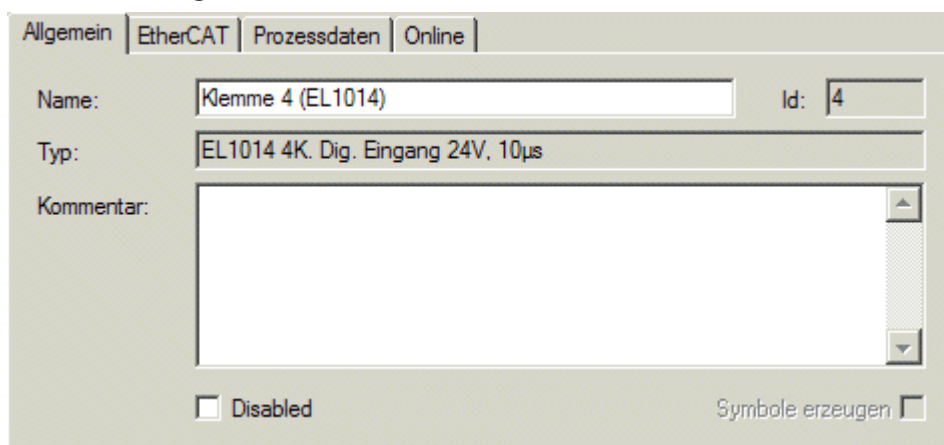 Allgemein EtherCAT Prozessdaten Online
Name: Klemme 4 (EL1014) Id: 4
Typ: EL1014 4K. Dig. Eingang 24V, 10µs
Kommentar:
Disabled Symbole erzeugen